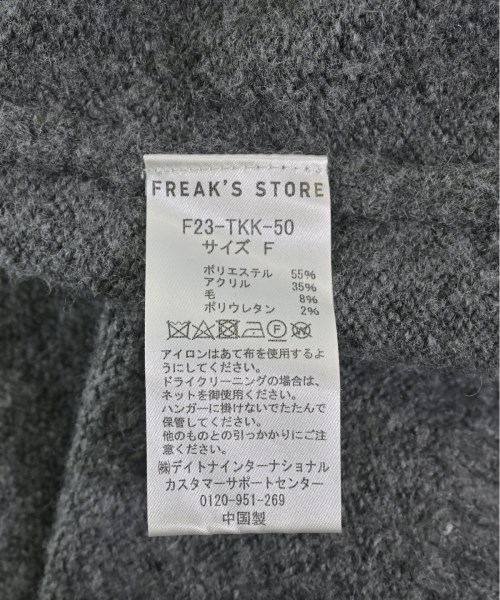 FREAK'S STORE
F23-TKK-50
サイズ F
ポリエステル 55%
アクリル 35%
毛 8%
ポリウレタン 2%
アイロンはあて布を使用するよ
うにしてください。
ドライクリーニングの場合は、
ネットを御使用ください。
ハンガーに掛けないでたたんで
保管してください。
他のものとの引っかかりにご注
意ください。
㈱デイトナインターナショナル
カスタマーサポートセンター
0120-951-269
中国製